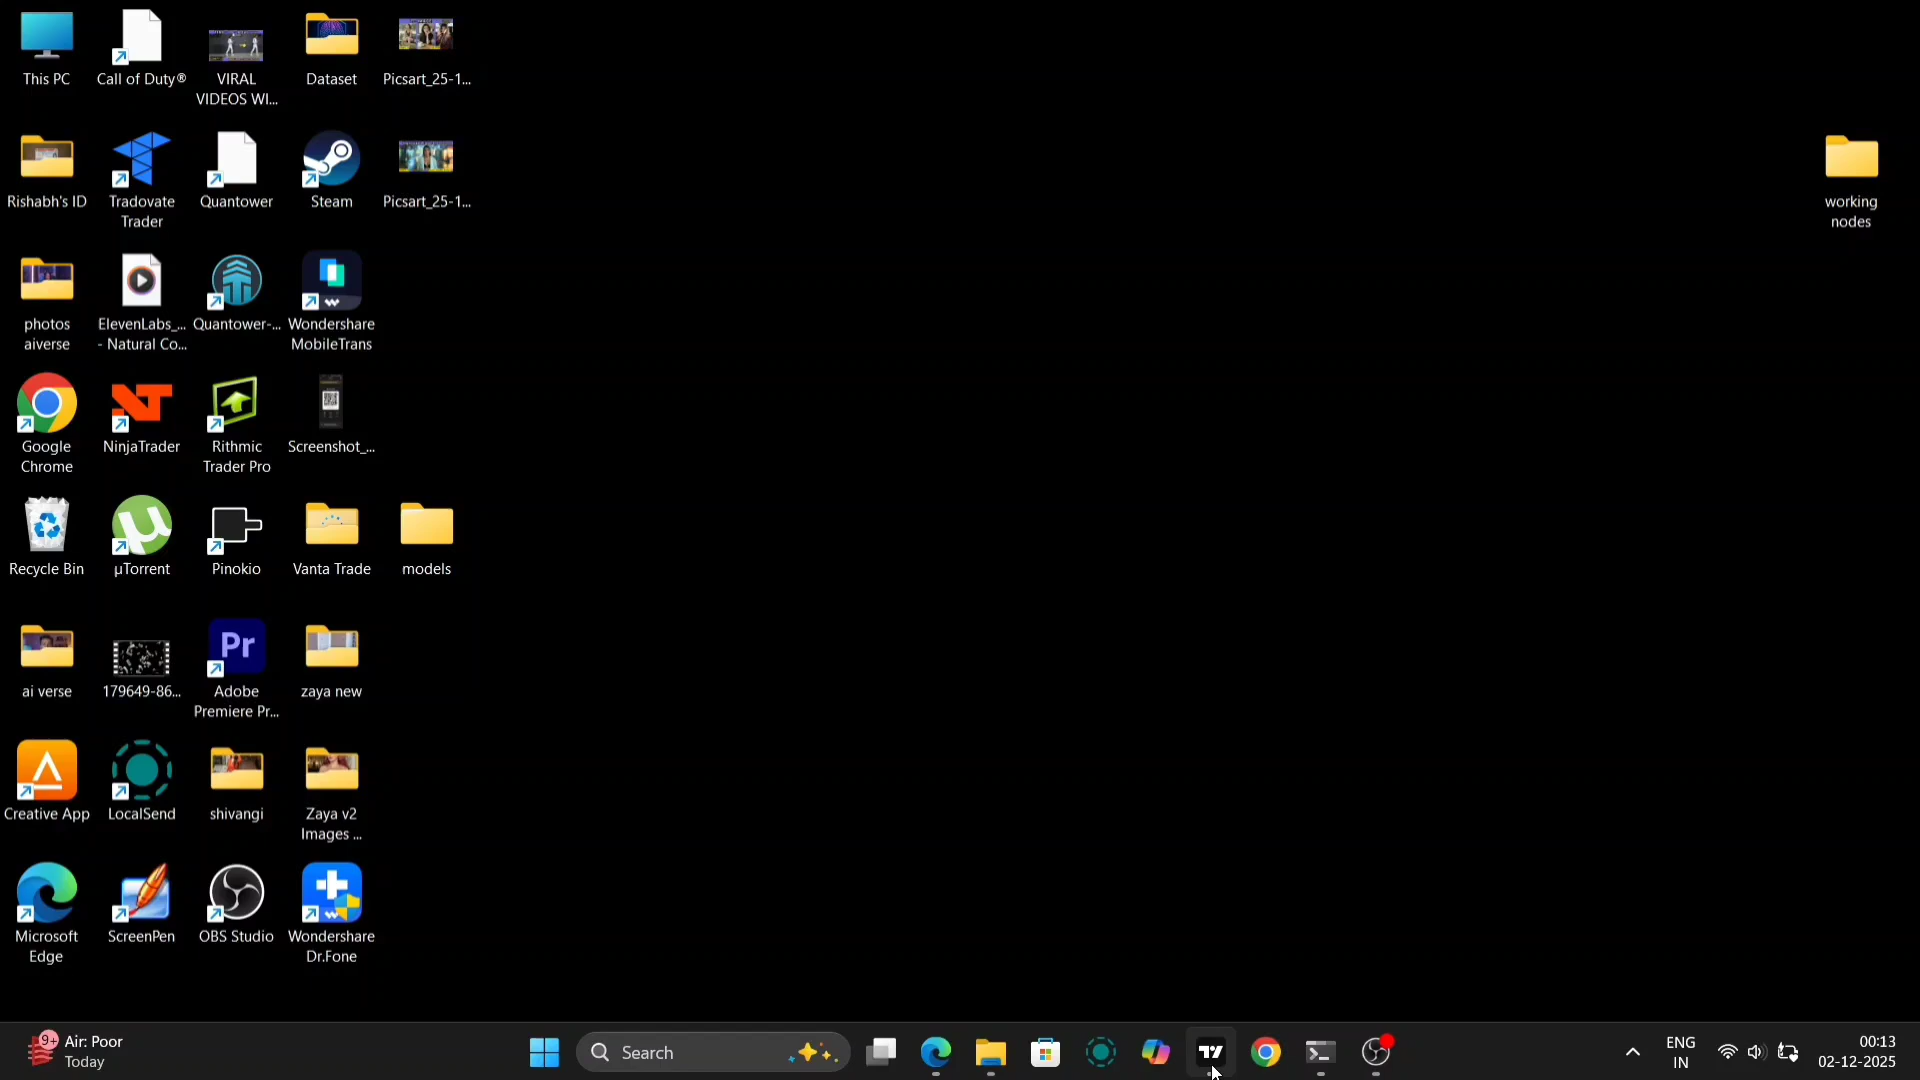 This PC
Call of Duty®
VIRAL
VIDEOS WI...
Dataset
Picsart_25-1...
Rishabh's ID
Tradovate
Trader
Quantower
Steam
Picsart_25-1...
working
nodes
photos
aiverse
ElevenLabs_...
- Natural Co...
Quantower-...
Wondershare
MobileTrans
Google
Chrome
NinjaTrader
Rithmic
Trader Pro
Screenshot_...
Recycle Bin
µTorrent
Pinokio
Vanta Trade
models
ai verse
179649-86...
Pr
Adobe
Premiere Pr...
zaya new
Creative App
LocalSend
shivangi
Zaya v2
Images ...
Microsoft
Edge
ScreenPen
OBS Studio
Wondershare
Dr.Fone
9+
Air: Poor
Today
Search
ENG
IN
00:13
02-12-2025